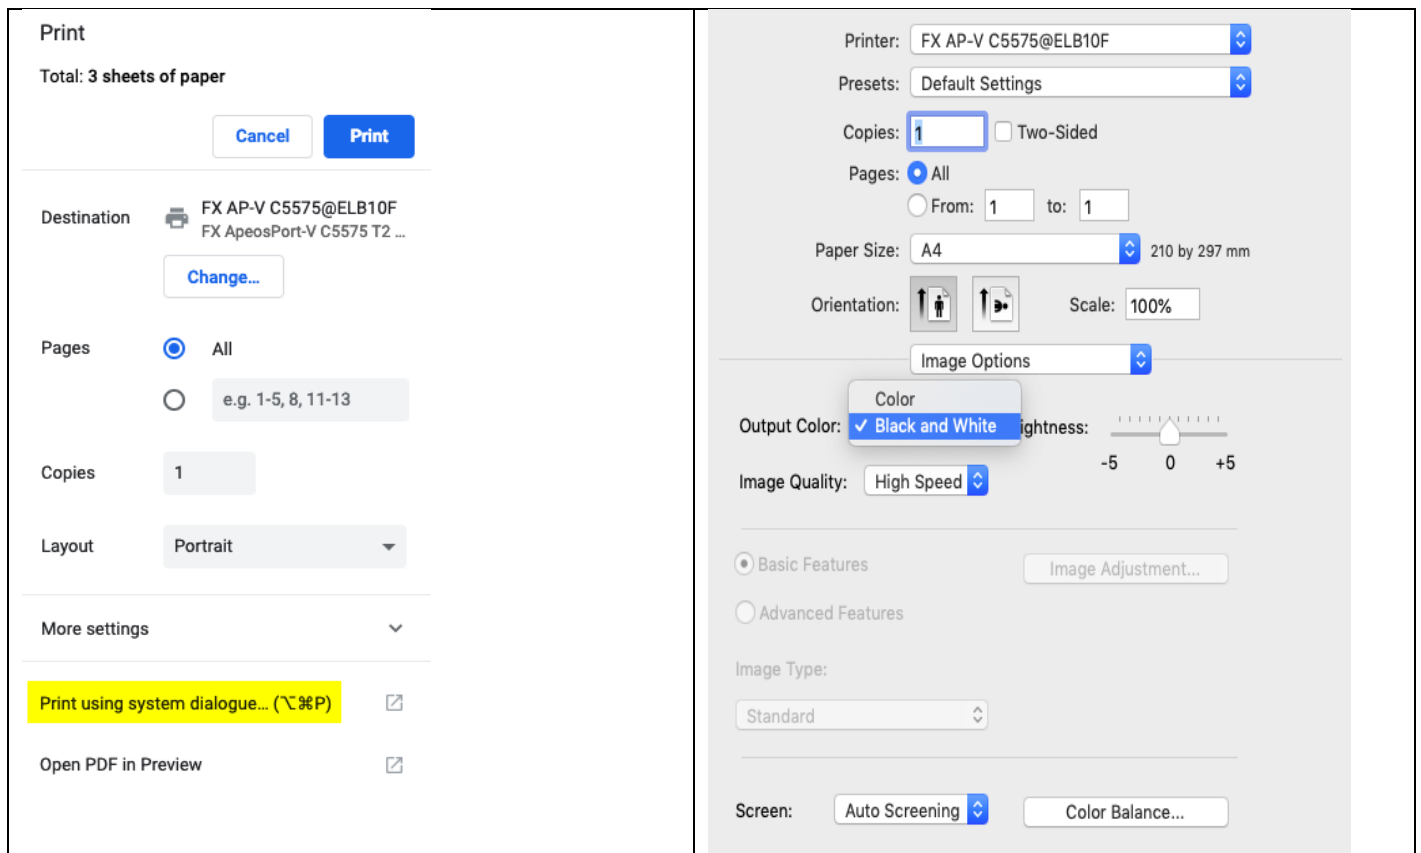 Print
Total: 3 sheets of paper
Cancel Print
Destination FX AP-V C5575@ELB10F
FX ApeosPort-V C5575 T2 ...
Change...
Pages All
e.g. 1-5, 8, 11-13
Copies 1
Layout Portrait
More settings
Print using system dialogue... (⌥⌘P)
Open PDF in Preview
Printer: FX AP-V C5575@ELB10F
Presets: Default Settings
Copies: 1 Two-Sided
Pages: All
From: 1 to: 1
Paper Size: A4 210 by 297 mm
Orientation: Scale: 100%
Image Options
Color
Output Color: ✓ Black and White ightness:
-5 0 +5
Image Quality: High Speed
Basic Features Image Adjustment...
Advanced Features
Image Type:
Standard
Screen: Auto Screening Color Balance...